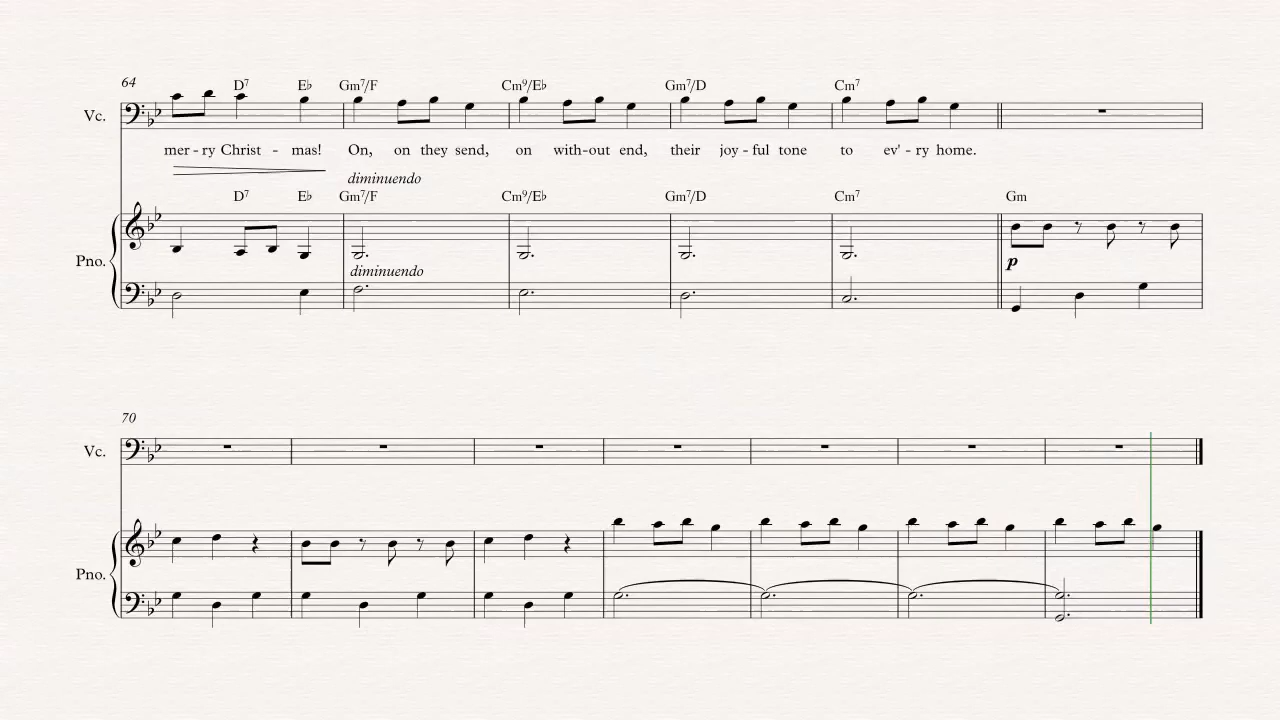 64
D7 E♭ Gm7/F Cm9/E♭ Gm7/D Cm7
Vc.
mer - ry Christ - mas! On, on they send, on with-out end, their joy - ful tone to ev' - ry home.
diminuendo
D7 E♭ Gm7/F Cm9/E♭ Gm7/D Cm7 Gm
Pno.
p
diminuendo
70
Vc.
Pno.